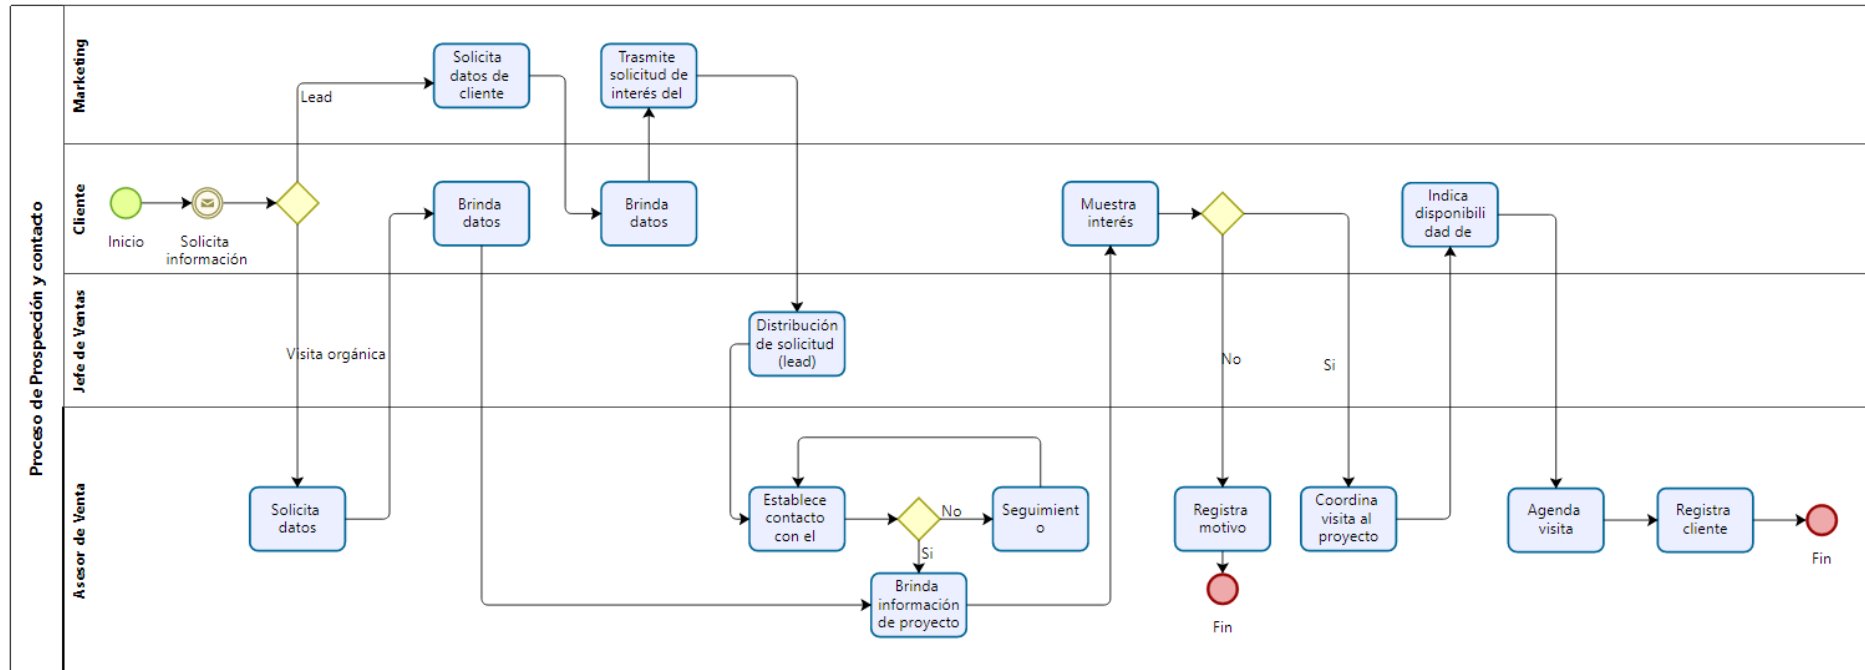 Proceso de Prospección y contacto
Marketing
Solicita
datos de
cliente
Trasmite
solicitud de
interés del
Lead
Cliente
Inicio
Solicita
información
Brinda
datos
Brinda
datos
Muestra
interés
Indica
disponibili
dad de
Jefe de Ventas
Visita orgánica
Distribución
de solicitud
(lead)
No
Si
Asesor de Venta
Solicita
datos
Establece
contacto
con el
No
Seguimient
o
Si
Brinda
información
de proyecto
Registra
motivo
Fin
Coordina
visita al
proyecto
Agenda
visita
Registra
cliente
Fin